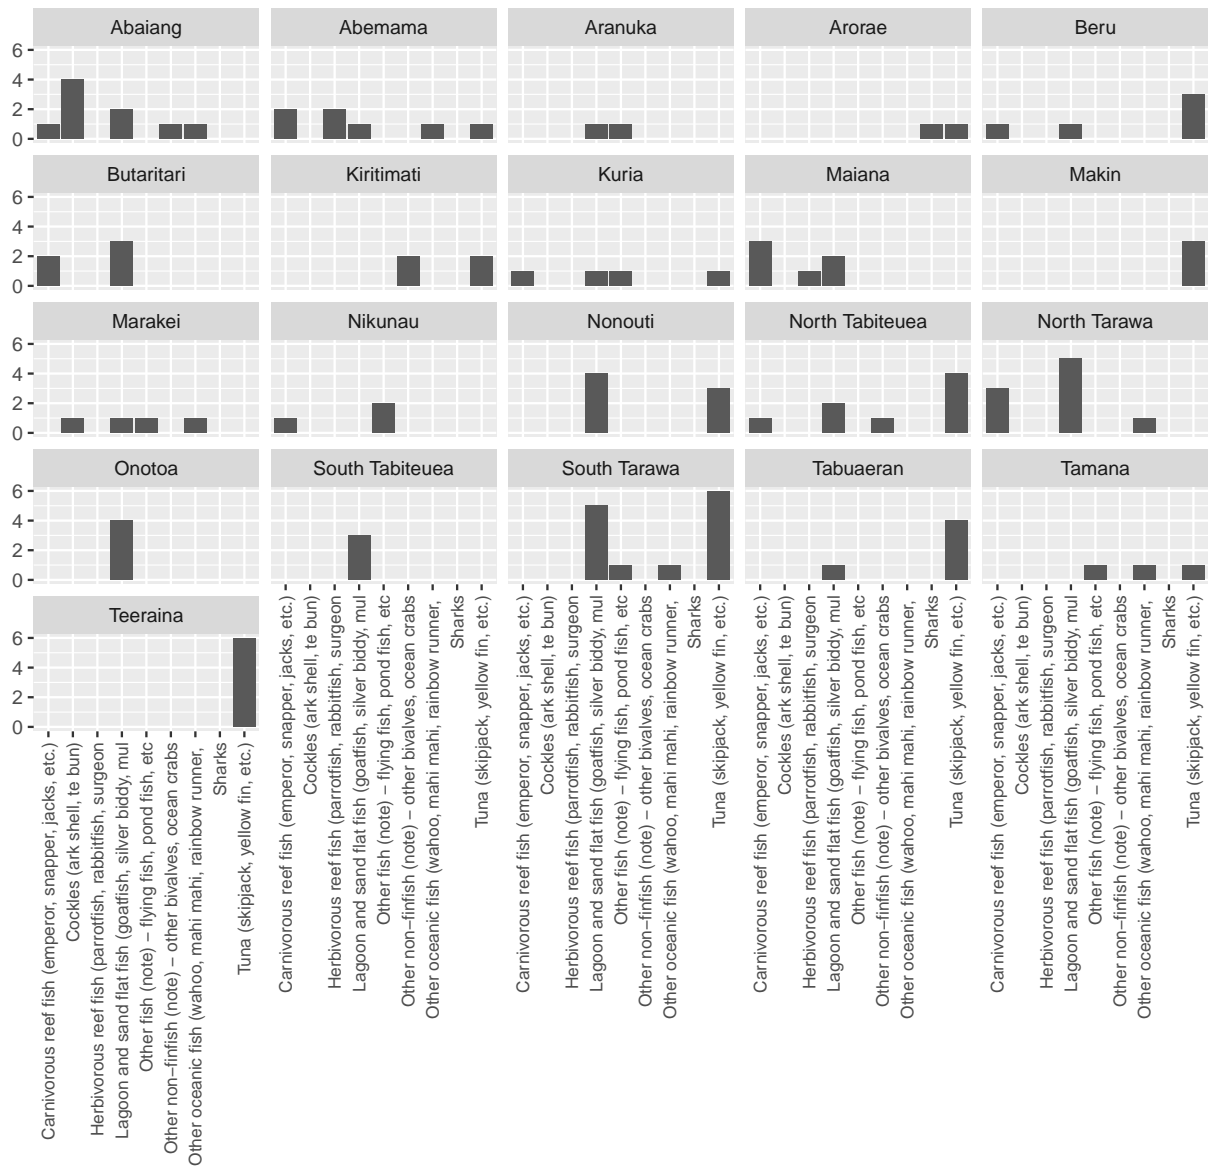 Abaiang
Abemama
Aranuka
Arorae
Beru
6
4
2
0
Butaritari
Kiritimati
Kuria
Maiana
Makin
6
4
2
0
Marakei
Nikunau
Nonouti
North Tabiteuea
North Tarawa
6
4
2
0
Onotoa
South Tabiteuea
South Tarawa
Tabuaeran
Tamana
6
4
2
0
Teeraina
6
4
2
0
Carnivorous reef fish (emperor, snapper, jacks, etc.)
Cockles (ark shell, te bun)
Herbivorous reef fish (parrotfish, rabbitfish, surgeon
Lagoon and sand flat fish (goatfish, silver biddy, mul
Other fish (note) − flying fish, pond fish, etc
Other non−finfish (note) − other bivalves, ocean crabs
Other oceanic fish (wahoo, mahi mahi, rainbow runner,
Sharks
Tuna (skipjack, yellow fin, etc.)
Carnivorous reef fish (emperor, snapper, jacks, etc.)
Cockles (ark shell, te bun)
Herbivorous reef fish (parrotfish, rabbitfish, surgeon
Lagoon and sand flat fish (goatfish, silver biddy, mul
Other fish (note) − flying fish, pond fish, etc
Other non−finfish (note) − other bivalves, ocean crabs
Other oceanic fish (wahoo, mahi mahi, rainbow runner,
Sharks
Tuna (skipjack, yellow fin, etc.)
Carnivorous reef fish (emperor, snapper, jacks, etc.)
Cockles (ark shell, te bun)
Herbivorous reef fish (parrotfish, rabbitfish, surgeon
Lagoon and sand flat fish (goatfish, silver biddy, mul
Other fish (note) − flying fish, pond fish, etc
Other non−finfish (note) − other bivalves, ocean crabs
Other oceanic fish (wahoo, mahi mahi, rainbow runner,
Sharks
Tuna (skipjack, yellow fin, etc.)
Carnivorous reef fish (emperor, snapper, jacks, etc.)
Cockles (ark shell, te bun)
Herbivorous reef fish (parrotfish, rabbitfish, surgeon
Lagoon and sand flat fish (goatfish, silver biddy, mul
Other fish (note) − flying fish, pond fish, etc
Other non−finfish (note) − other bivalves, ocean crabs
Other oceanic fish (wahoo, mahi mahi, rainbow runner,
Sharks
Tuna (skipjack, yellow fin, etc.)
Carnivorous reef fish (emperor, snapper, jacks, etc.)
Cockles (ark shell, te bun)
Herbivorous reef fish (parrotfish, rabbitfish, surgeon
Lagoon and sand flat fish (goatfish, silver biddy, mul
Other fish (note) − flying fish, pond fish, etc
Other non−finfish (note) − other bivalves, ocean crabs
Other oceanic fish (wahoo, mahi mahi, rainbow runner,
Sharks
Tuna (skipjack, yellow fin, etc.)